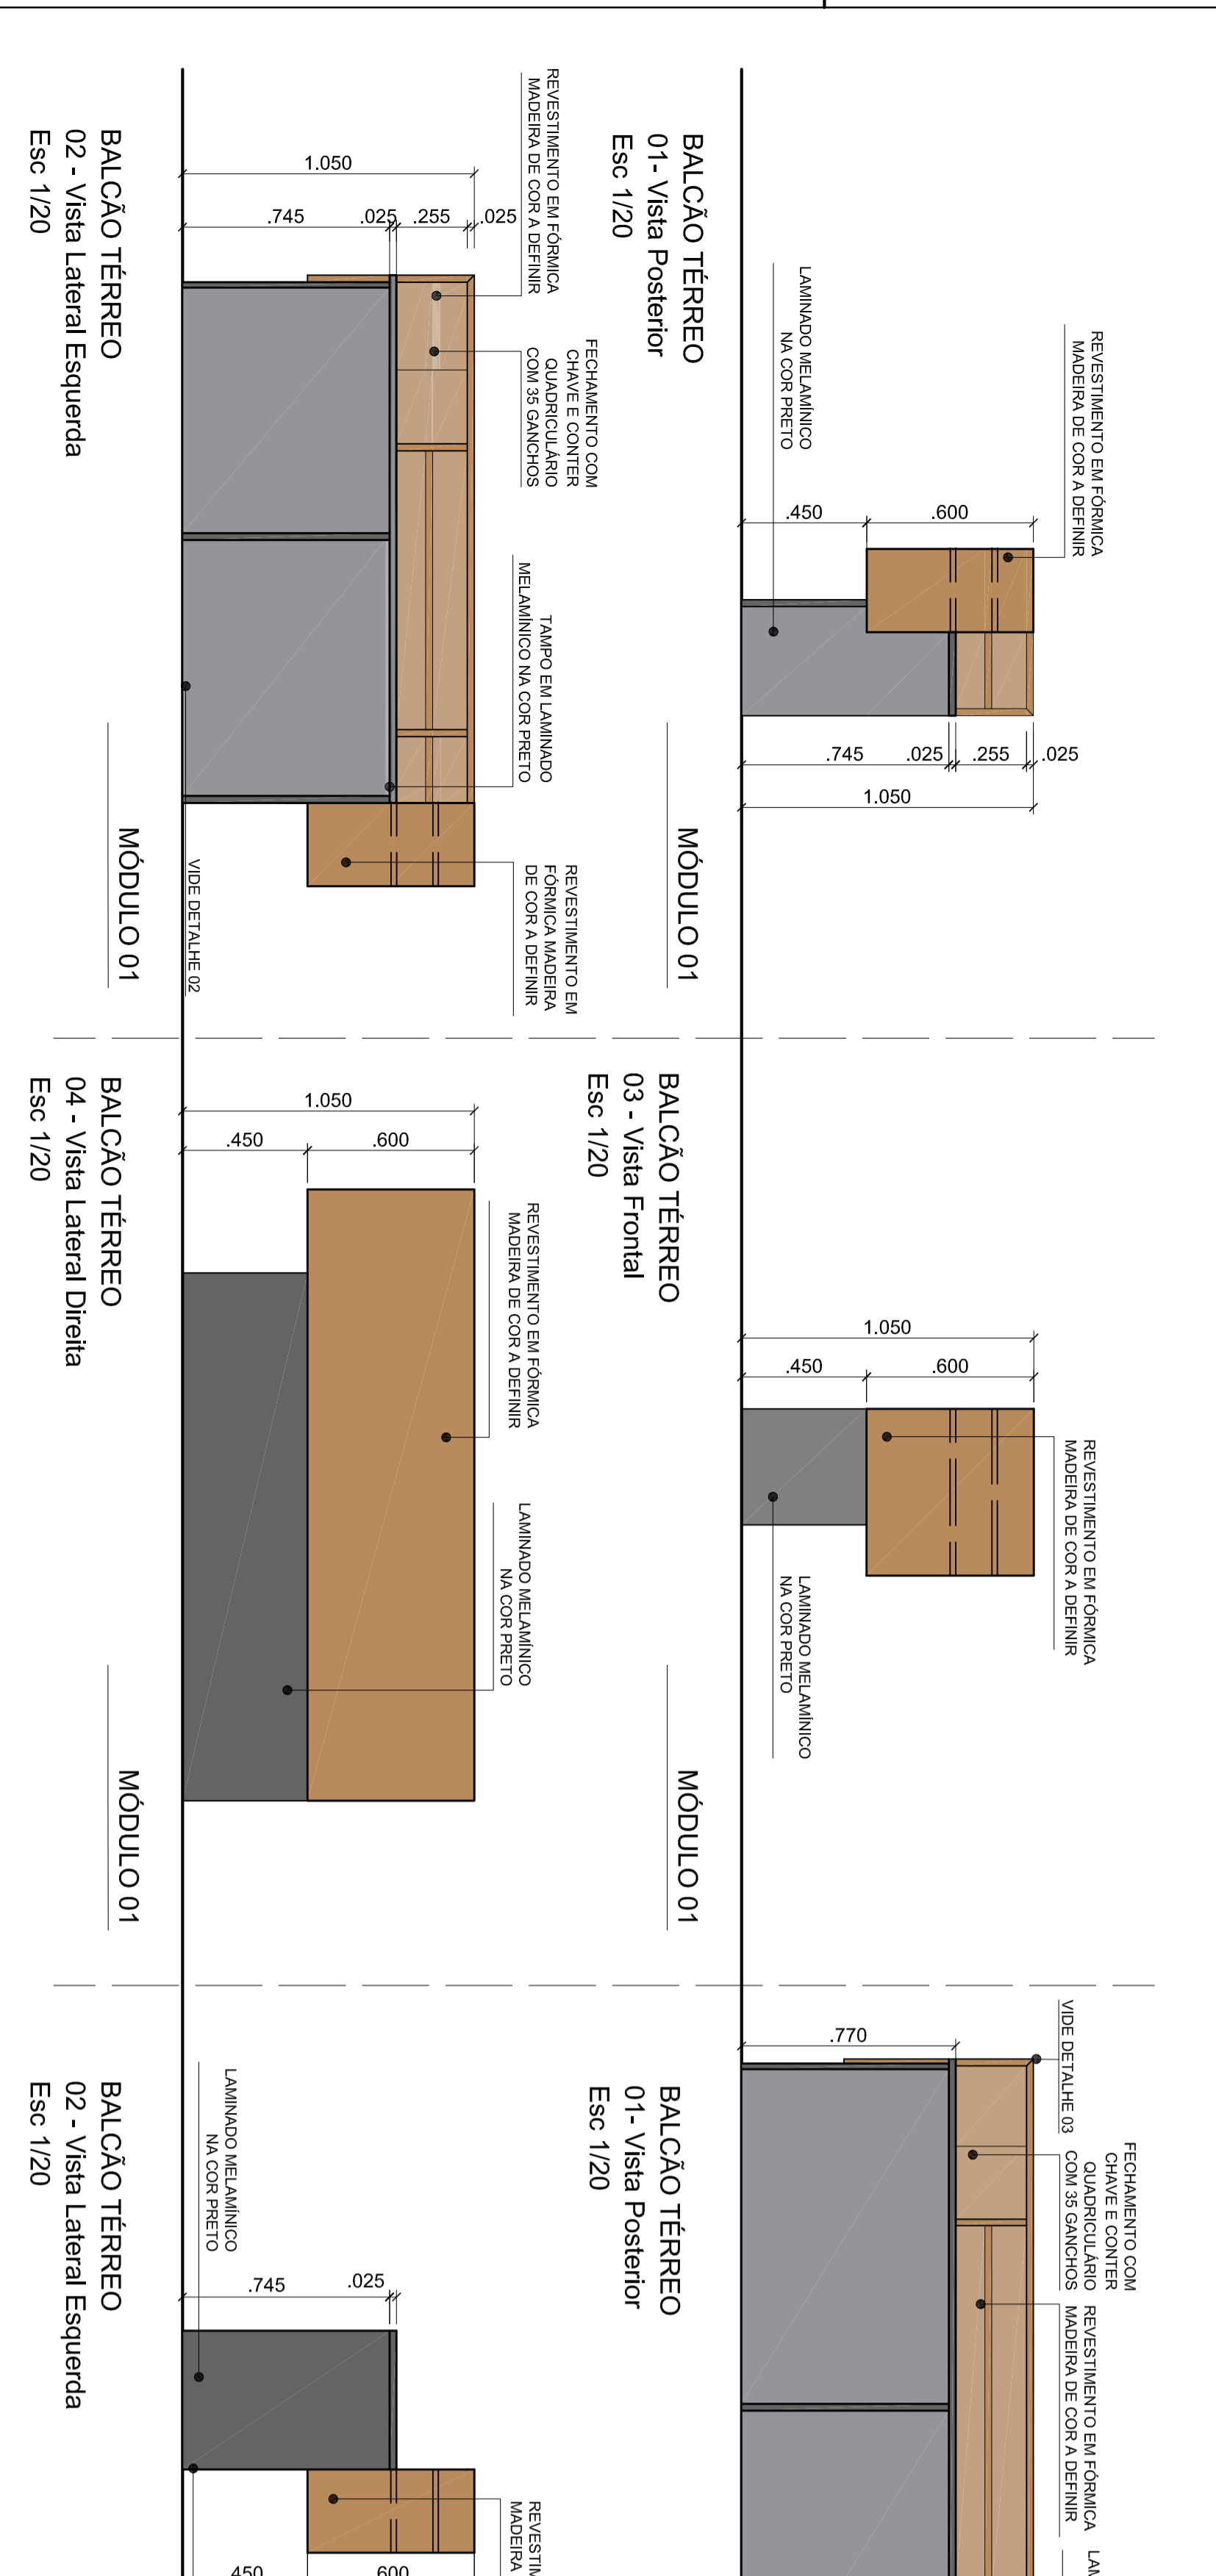 REVESTIMENTO EM FÓRMICA
MADEIRA DE COR A DEFINIR
LAMINADO MELAMÍNICO
NA COR PRETO
.450
.600
.745
.025
.255
.025
1.050
BALCÃO TÉRREO
01- Vista Posterior
Esc 1/20
MÓDULO 01
1.050
.450
.600
REVESTIMENTO EM FÓRMICA
MADEIRA DE COR A DEFINIR
LAMINADO MELAMÍNICO
NA COR PRETO
BALCÃO TÉRREO
03 - Vista Frontal
Esc 1/20
MÓDULO 01
.770
VIDE DETALHE 03
FECHAMENTO COM
CHAVE E CONTER
QUADRICULÁRIO
COM 35 GANCHOS
REVESTIMENTO EM FÓRMICA
MADEIRA DE COR A DEFINIR
BALCÃO TÉRREO
01- Vista Posterior
Esc 1/20
REVESTIMENTO EM FÓRMICA
MADEIRA DE COR A DEFINIR
FECHAMENTO COM
CHAVE E CONTER
QUADRICULÁRIO
COM 35 GANCHOS
TAMPO EM LAMINADO
MELAMÍNICO NA COR PRETO
REVESTIMENTO EM
FÓRMICA MADEIRA
DE COR A DEFINIR
1.050
.745
.025
.255
.025
VIDE DETALHE 02
BALCÃO TÉRREO
02 - Vista Lateral Esquerda
Esc 1/20
MÓDULO 01
1.050
.450
.600
REVESTIMENTO EM FÓRMICA
MADEIRA DE COR A DEFINIR
LAMINADO MELAMÍNICO
NA COR PRETO
BALCÃO TÉRREO
04 - Vista Lateral Direita
Esc 1/20
MÓDULO 01
LAMINADO MELAMÍNICO
NA COR PRETO
.745
.025
MADEIRA
.450
.600
BALCÃO TÉRREO
02 - Vista Lateral Esquerda
Esc 1/20